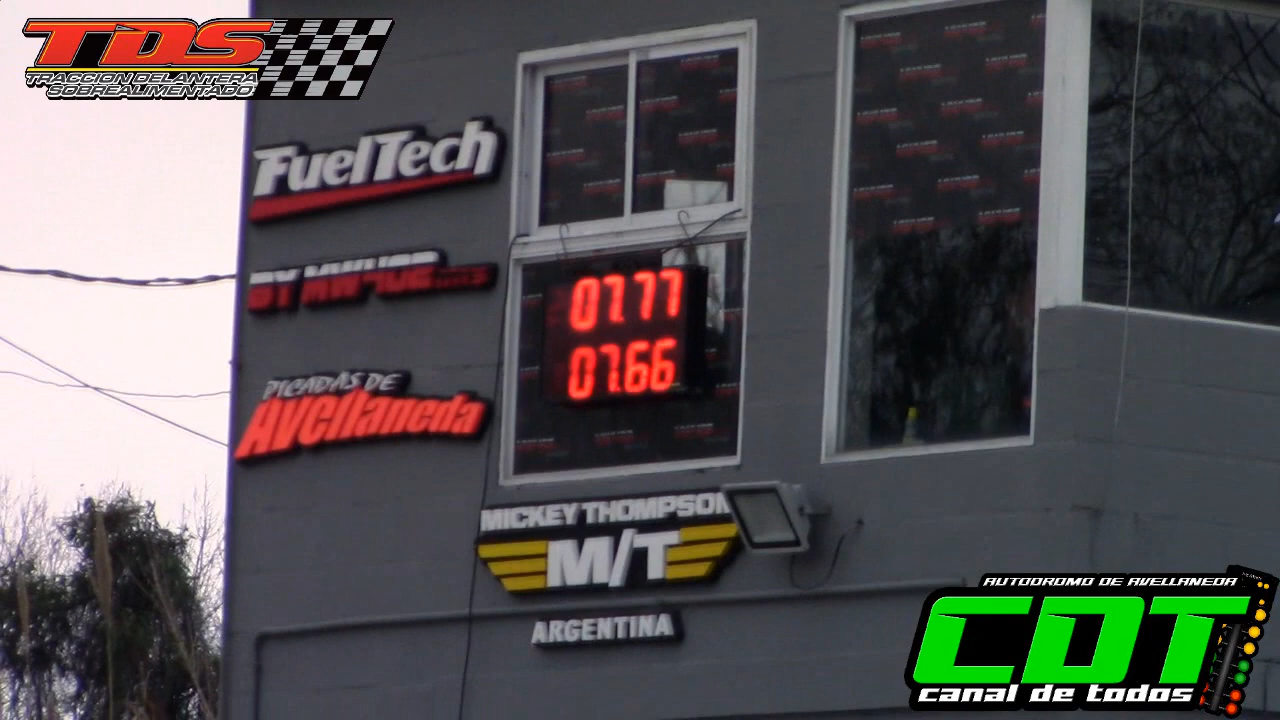 TDS
TRACCION DELANTERA
SOBREALIMENTADO
FuelTech
PICADAS DE
Avellaneda
07.77
07.66
MICKEY THOMPSON
M/T
ARGENTINA
AUTODROMO DE AVELLANEDA
CDT
canal de todos